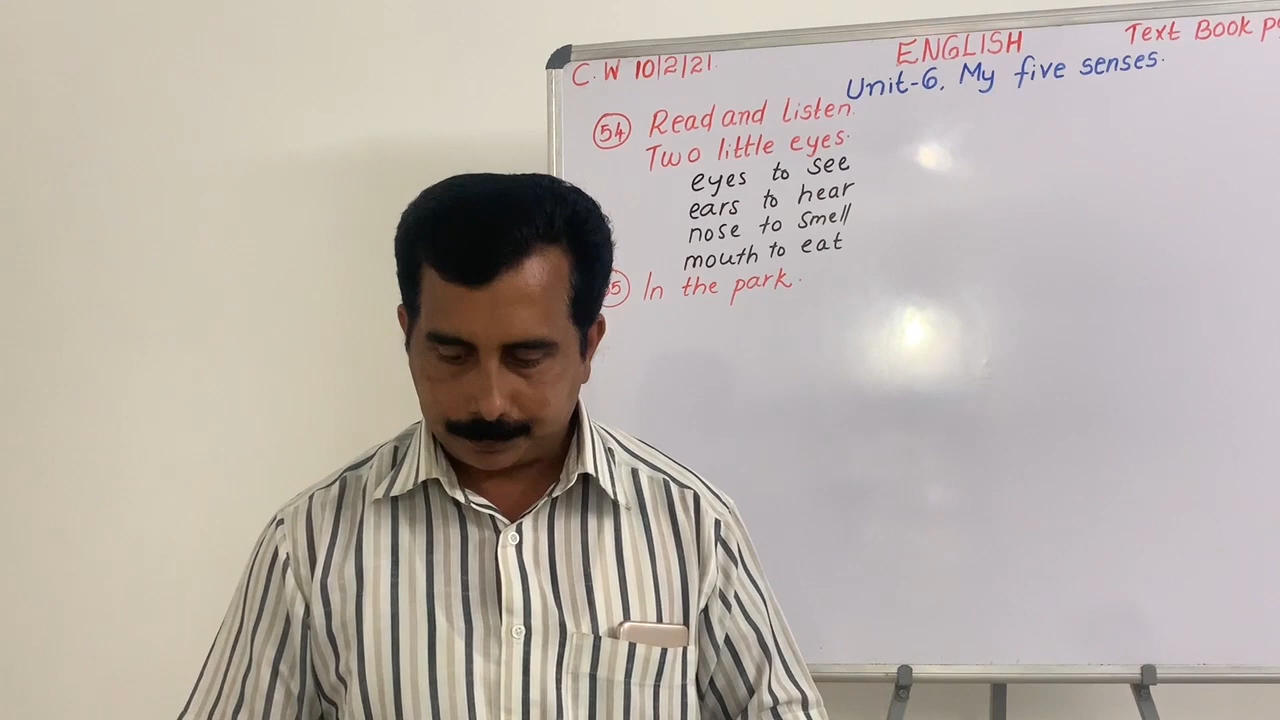 C.W 10/2/21. ENGLISH Text Book
Unit-6. My five senses.
54 Read and listen.
Two little eyes.
eyes to see
ears to hear
nose to smell
mouth to eat
In the park.